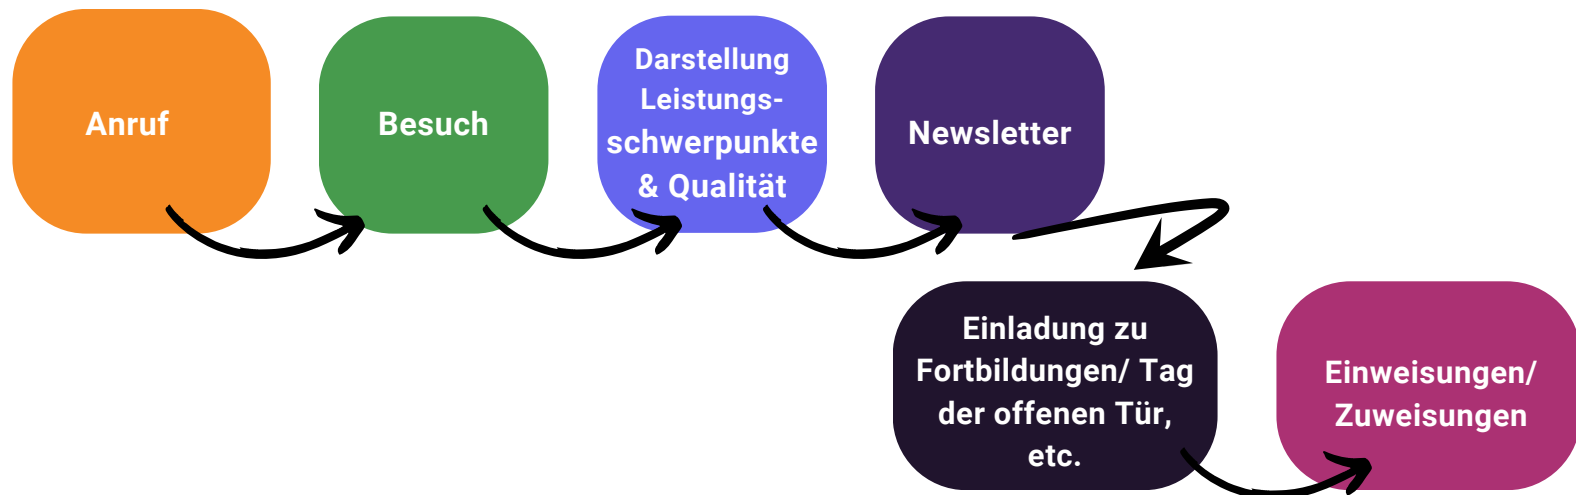 Anruf
Besuch
Darstellung
Leistungs-
schwerpunkte
& Qualität
Newsletter
Einladung zu
Fortbildungen/ Tag
der offenen Tür,
etc.
Einweisungen/
Zuweisungen